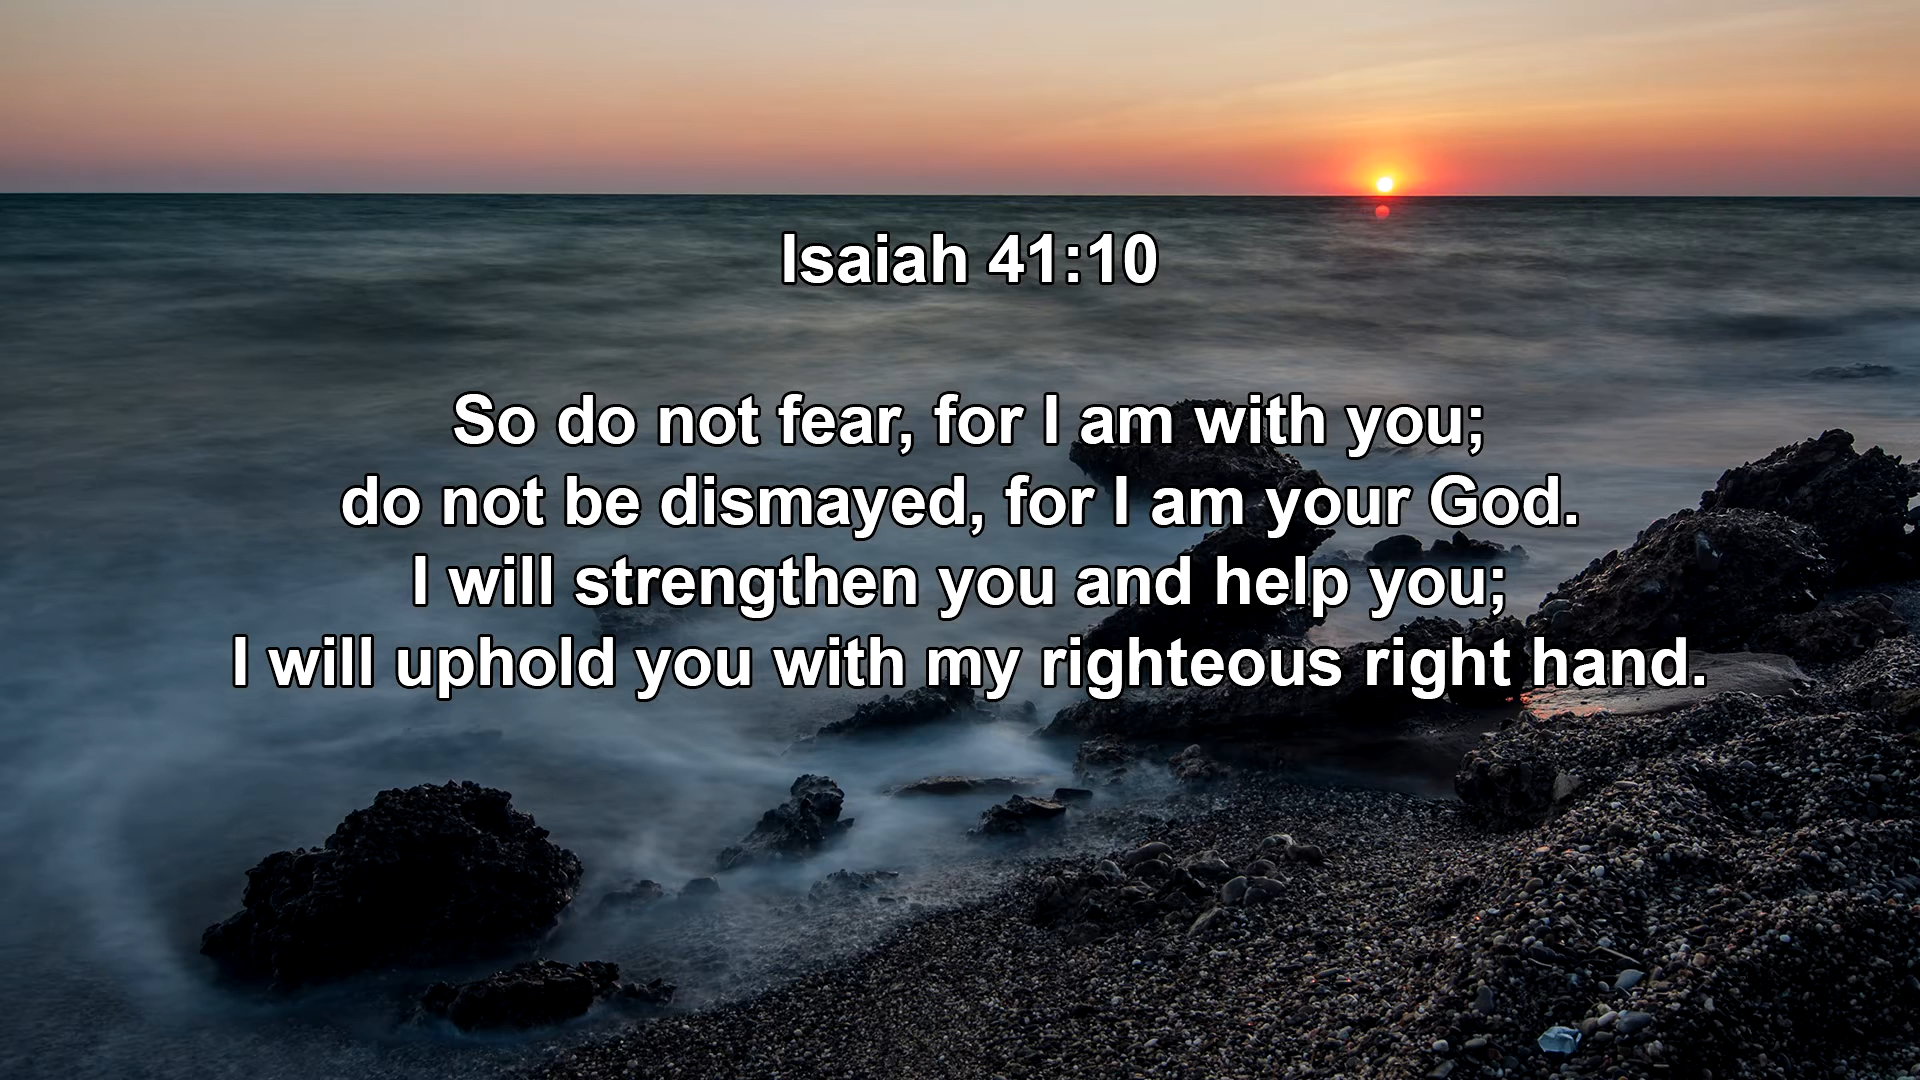 Isaiah 41:10
So do not fear, for I am with you;
do not be dismayed, for I am your God.
I will strengthen you and help you;
I will uphold you with my righteous right hand.